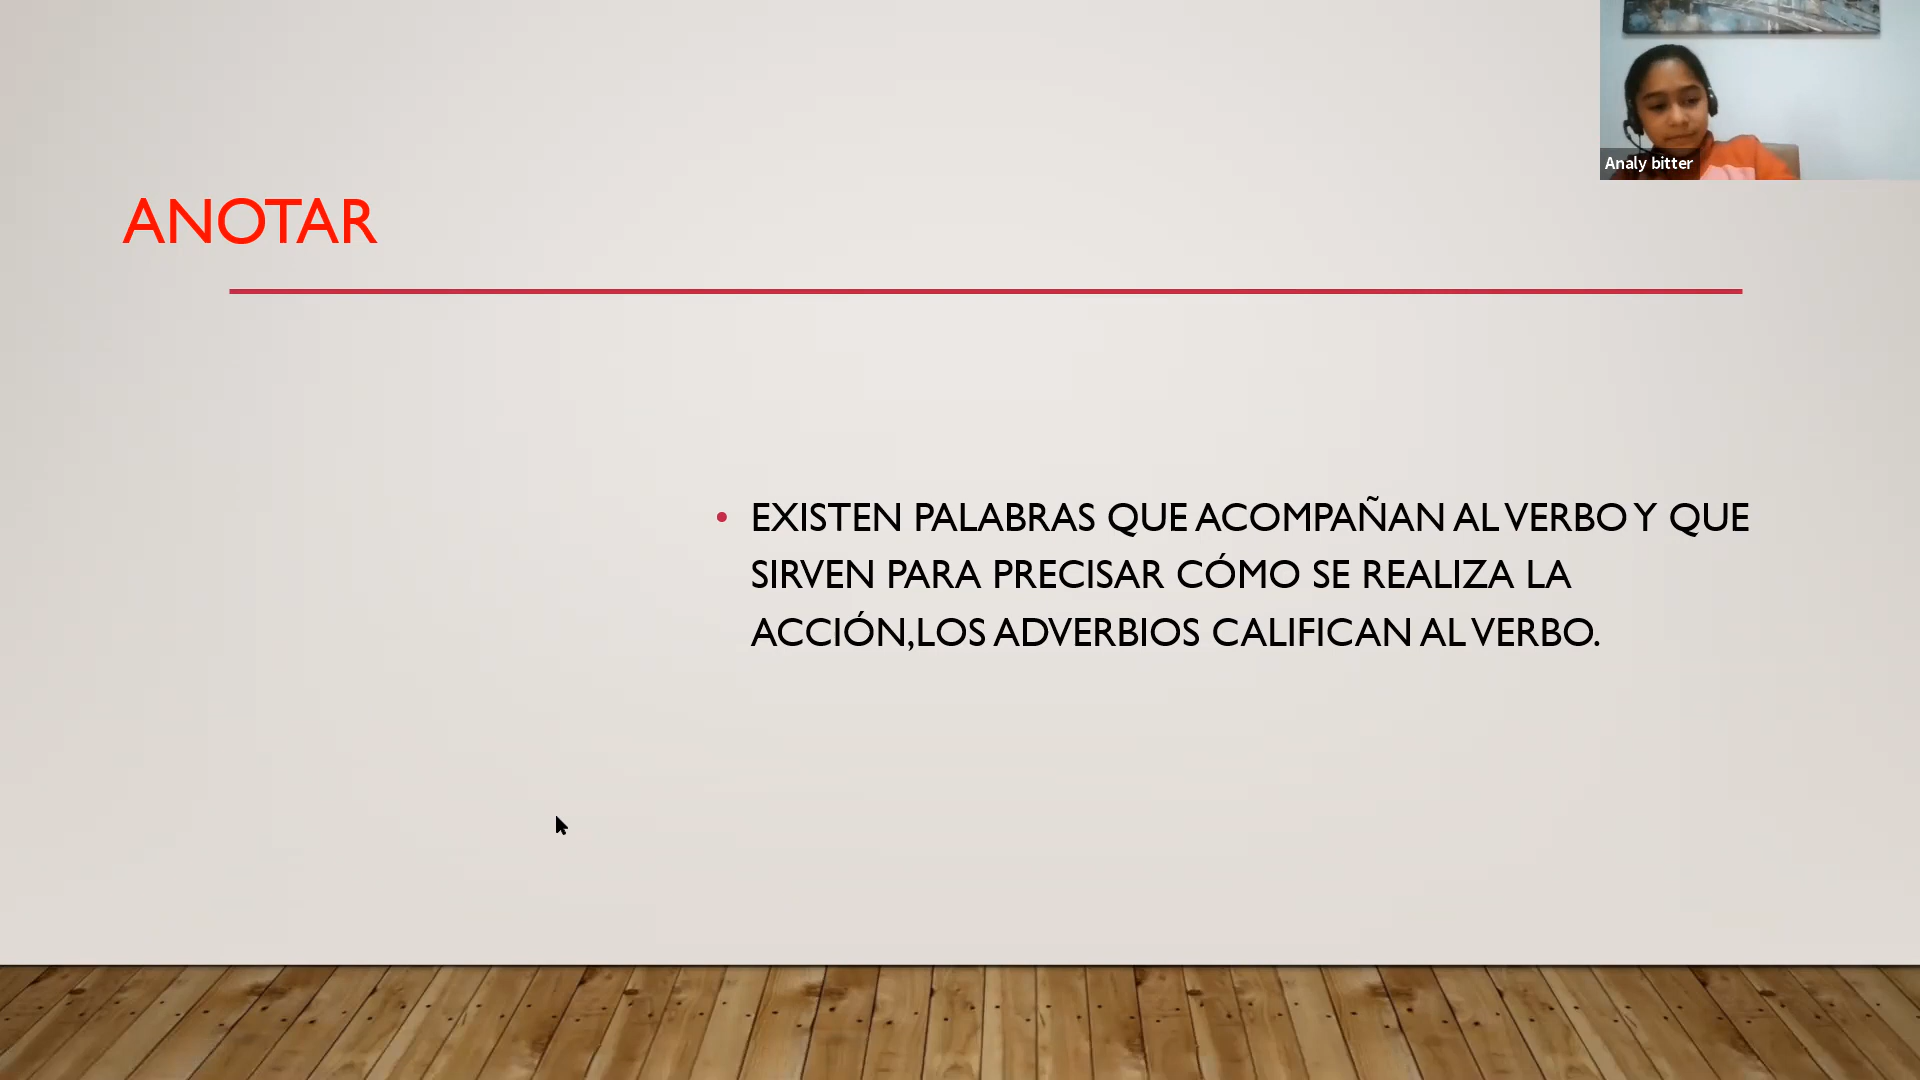 Analy bitter
ANOTAR
• EXISTEN PALABRAS QUE ACOMPAÑAN AL VERBO Y QUE
SIRVEN PARA PRECISAR CÓMO SE REALIZA LA
ACCIÓN,LOS ADVERBIOS CALIFICAN AL VERBO.